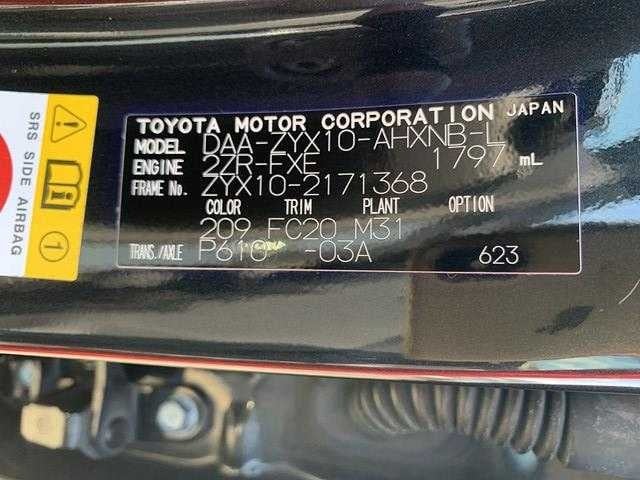 TOYOTA MOTOR CORPORATION JAPAN
MODEL DAA-ZYX10-AHXNB-L
ENGINE 2ZR-FXE 1797 mL
FRAME No. ZYX10-2171368
COLOR TRIM PLANT OPTION
209 FC20 M31
TRANS./AXLE P610 -03A 623
SRS SIDE AIRBAG
1